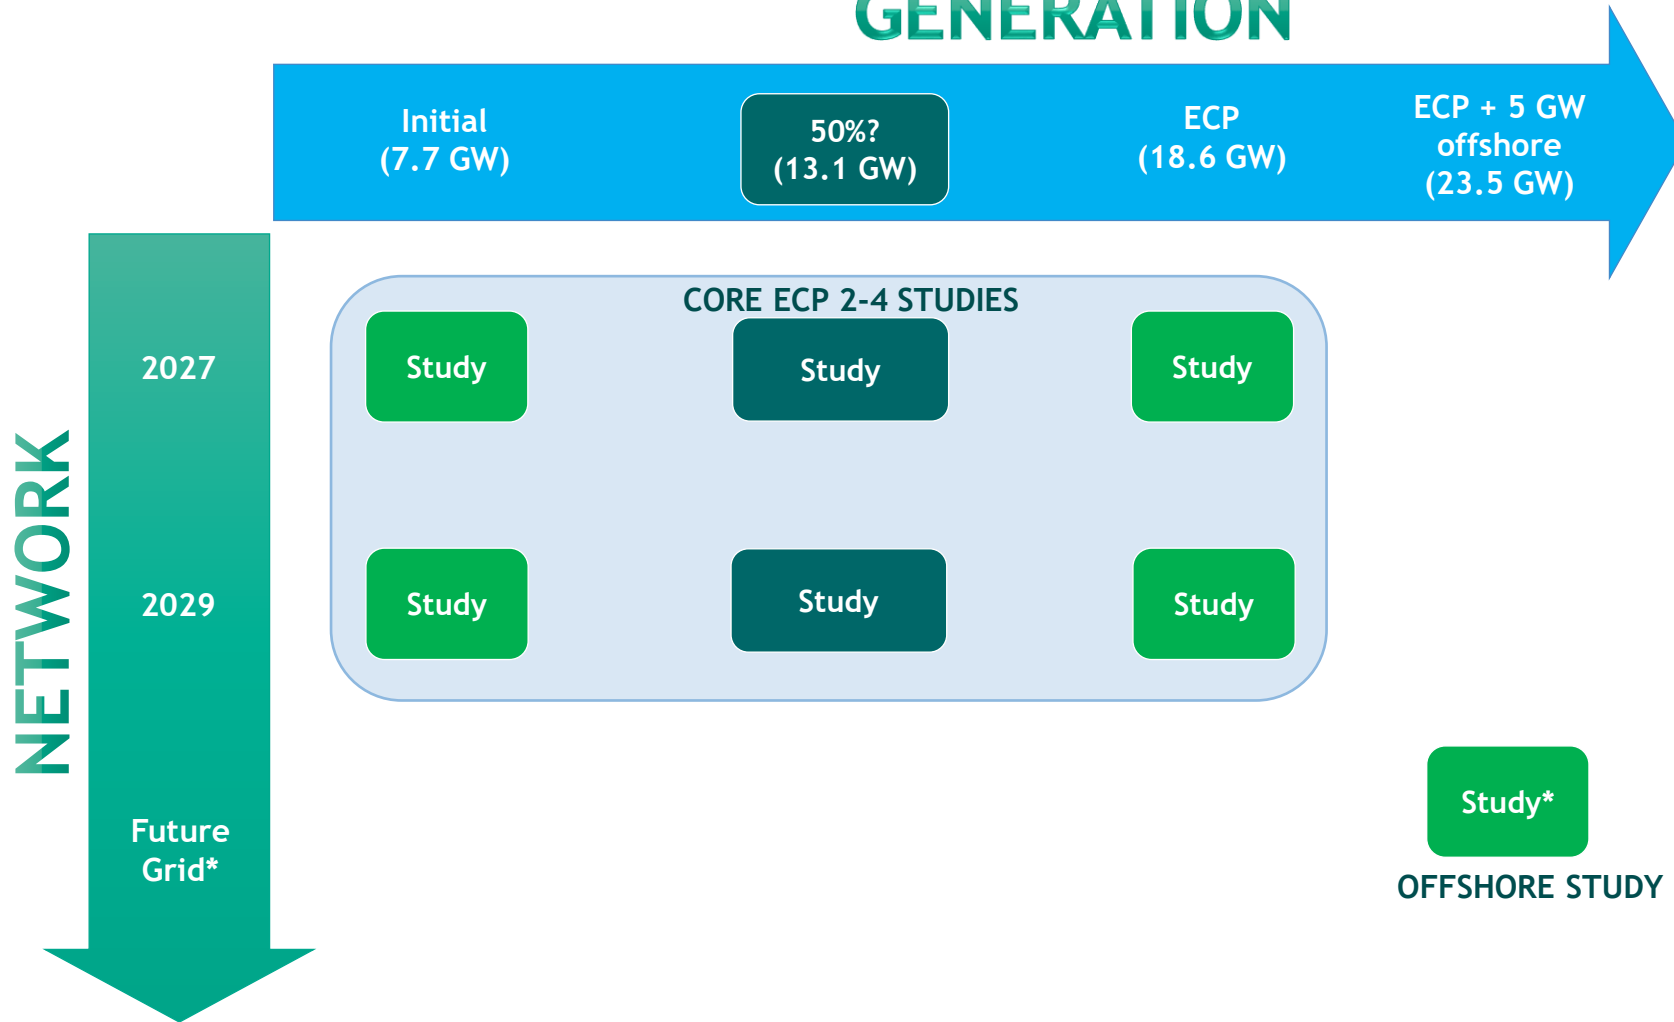 GENERATION
Initial
(7.7 GW)
50%?
(13.1 GW)
ECP
(18.6 GW)
ECP + 5 GW
offshore
(23.5 GW)
NETWORK
CORE ECP 2-4 STUDIES
2027
Study
Study
Study
2029
Study
Study
Study
Future
Grid*
Study*
OFFSHORE STUDY